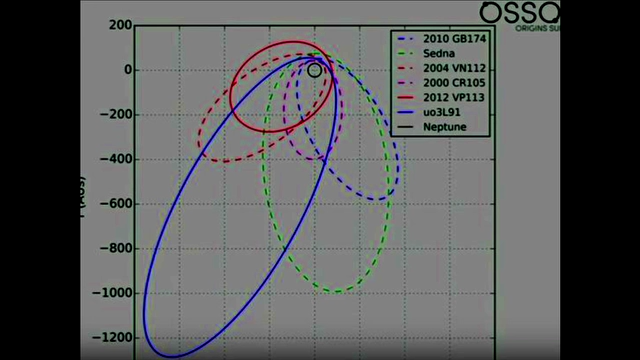 OSSO
ORIGINS SU
200
0
−200
−400
−600
−800
−1000
−1200
2010 GB174
Sedna
2004 VN112
2000 CR105
2012 VP113
uo3L91
Neptune